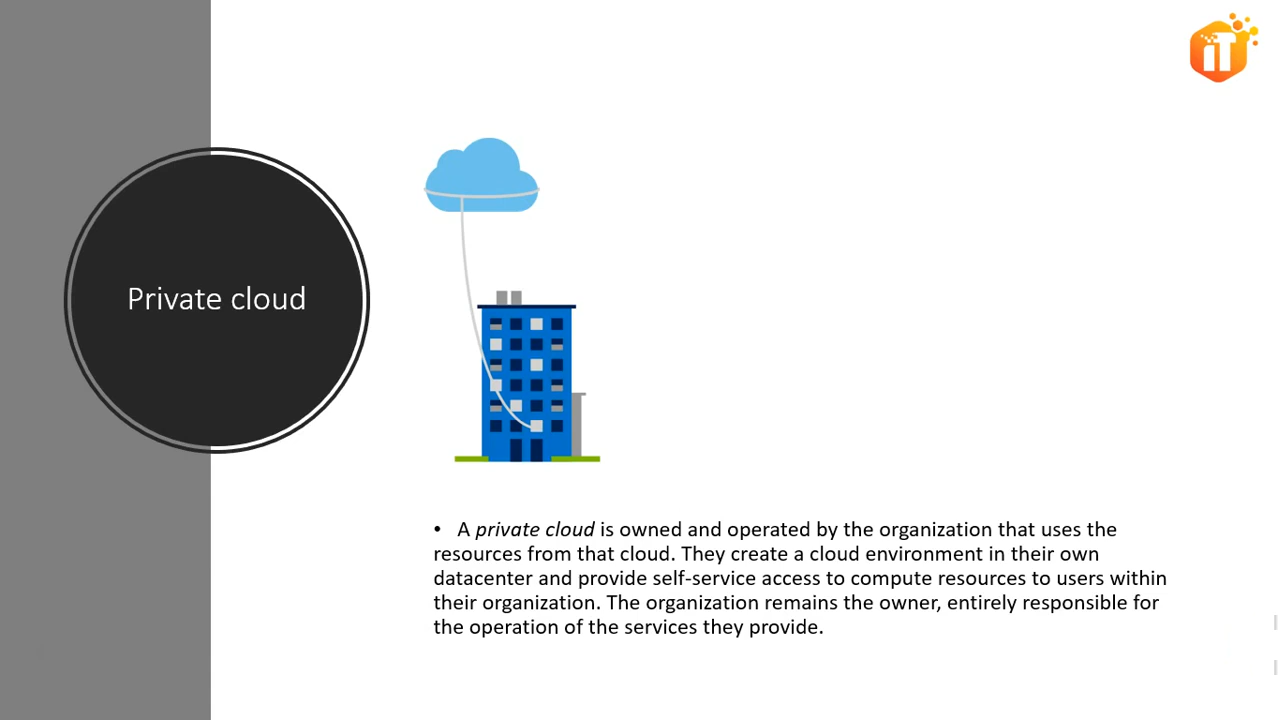 iT
Private cloud
• A private cloud is owned and operated by the organization that uses the
resources from that cloud. They create a cloud environment in their own
datacenter and provide self-service access to compute resources to users within
their organization. The organization remains the owner, entirely responsible for
the operation of the services they provide.